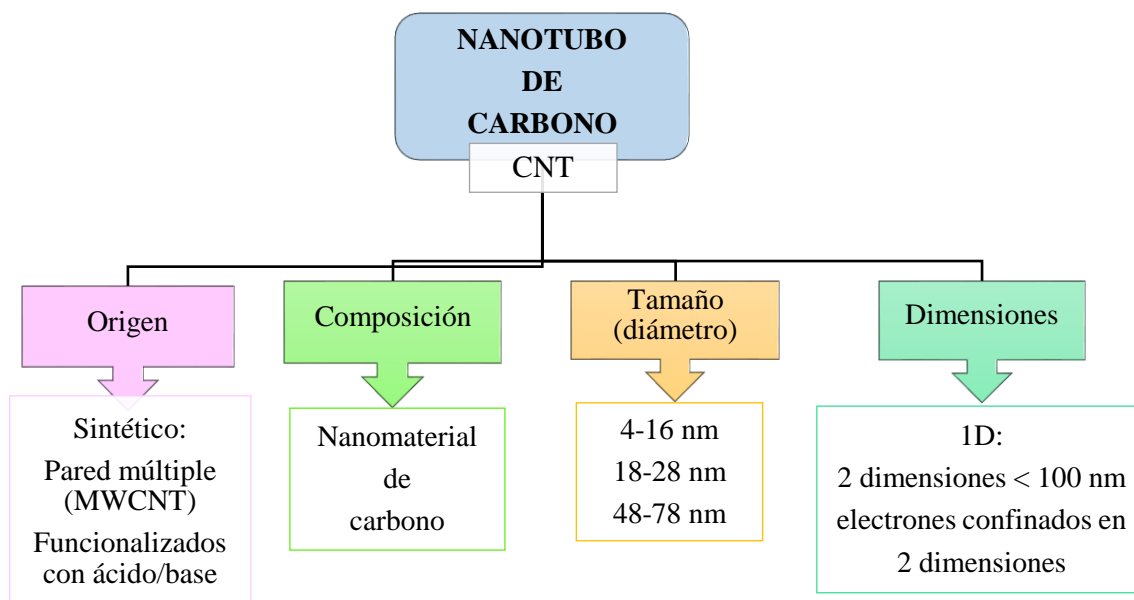 NANOTUBO
DE
CARBONO
CNT
Origen
Composición
Tamaño
(diámetro)
Dimensiones
Sintético:
Pared múltiple
(MWCNT)
Funcionalizados
con ácido/base
Nanomaterial
de
carbono
4-16 nm
18-28 nm
48-78 nm
1D:
2 dimensiones < 100 nm
electrones confinados en
2 dimensiones